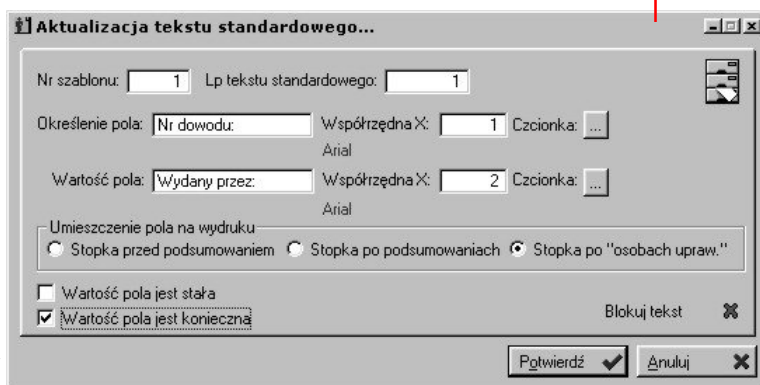 Aktualizacja tekstu standardowego...
Nr szablonu: 1 Lp tekstu standardowego: 1
Określenie pola: Nr dowodu: Współrzędna X: 1 Czcionka: ...
Arial
Wartość pola: Wydany przez: Współrzędna X: 2 Czcionka: ...
Arial
Umieszczenie pola na wydruku
Stopka przed podsumowaniem Stopka po podsumowaniach Stopka po "osobach upraw."
Wartość pola jest stała
Wartość pola jest konieczna
Blokuj tekst
Potwierdź Anuluj